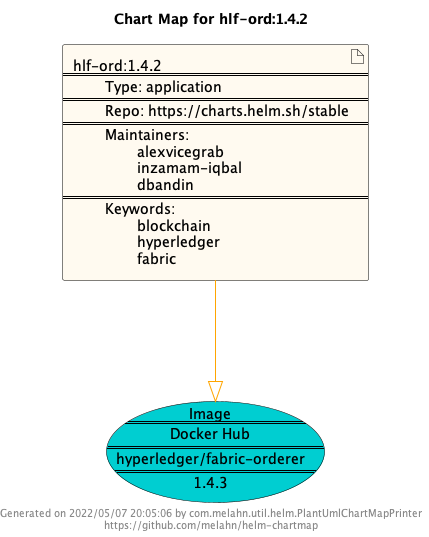 Chart Map for hlf-ord:1.4.2
hlf-ord:1.4.2
Type: application
Repo: https://charts.helm.sh/stable
Maintainers:
alexvicegrab
inzamam-iqbal
dbandin
Keywords:
blockchain
hyperledger
fabric
Image
Docker Hub
hyperledger/fabric-orderer
1.4.3
Generated on 2022/05/07 20:05:06 by com.melahn.util.helm.PlantUmlChartMapPrinter
https://github.com/melahn/helm-chartmap